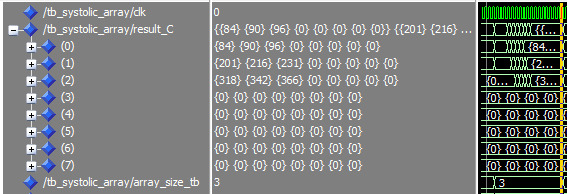 /tb_systolic_array/clk 0
/tb_systolic_array/result_C {{84} {90} {96} {0} {0} {0} {0} {0}} {{201} {216} ... {{...
(0) {84} {90} {96} {0} {0} {0} {0} {0} {84...
(1) {201} {216} {231} {0} {0} {0} {0} {0} {2...
(2) {318} {342} {366} {0} {0} {0} {0} {0} {0... {3...
(3) {0} {0} {0} {0} {0} {0} {0} {0} {0} {0} {0} {0}
(4) {0} {0} {0} {0} {0} {0} {0} {0} {0} {0} {0} {0}
(5) {0} {0} {0} {0} {0} {0} {0} {0} {0} {0} {0} {0}
(6) {0} {0} {0} {0} {0} {0} {0} {0} {0} {0} {0} {0}
(7) {0} {0} {0} {0} {0} {0} {0} {0} {0} {0} {0} {0}
/tb_systolic_array/array_size_tb 3 3